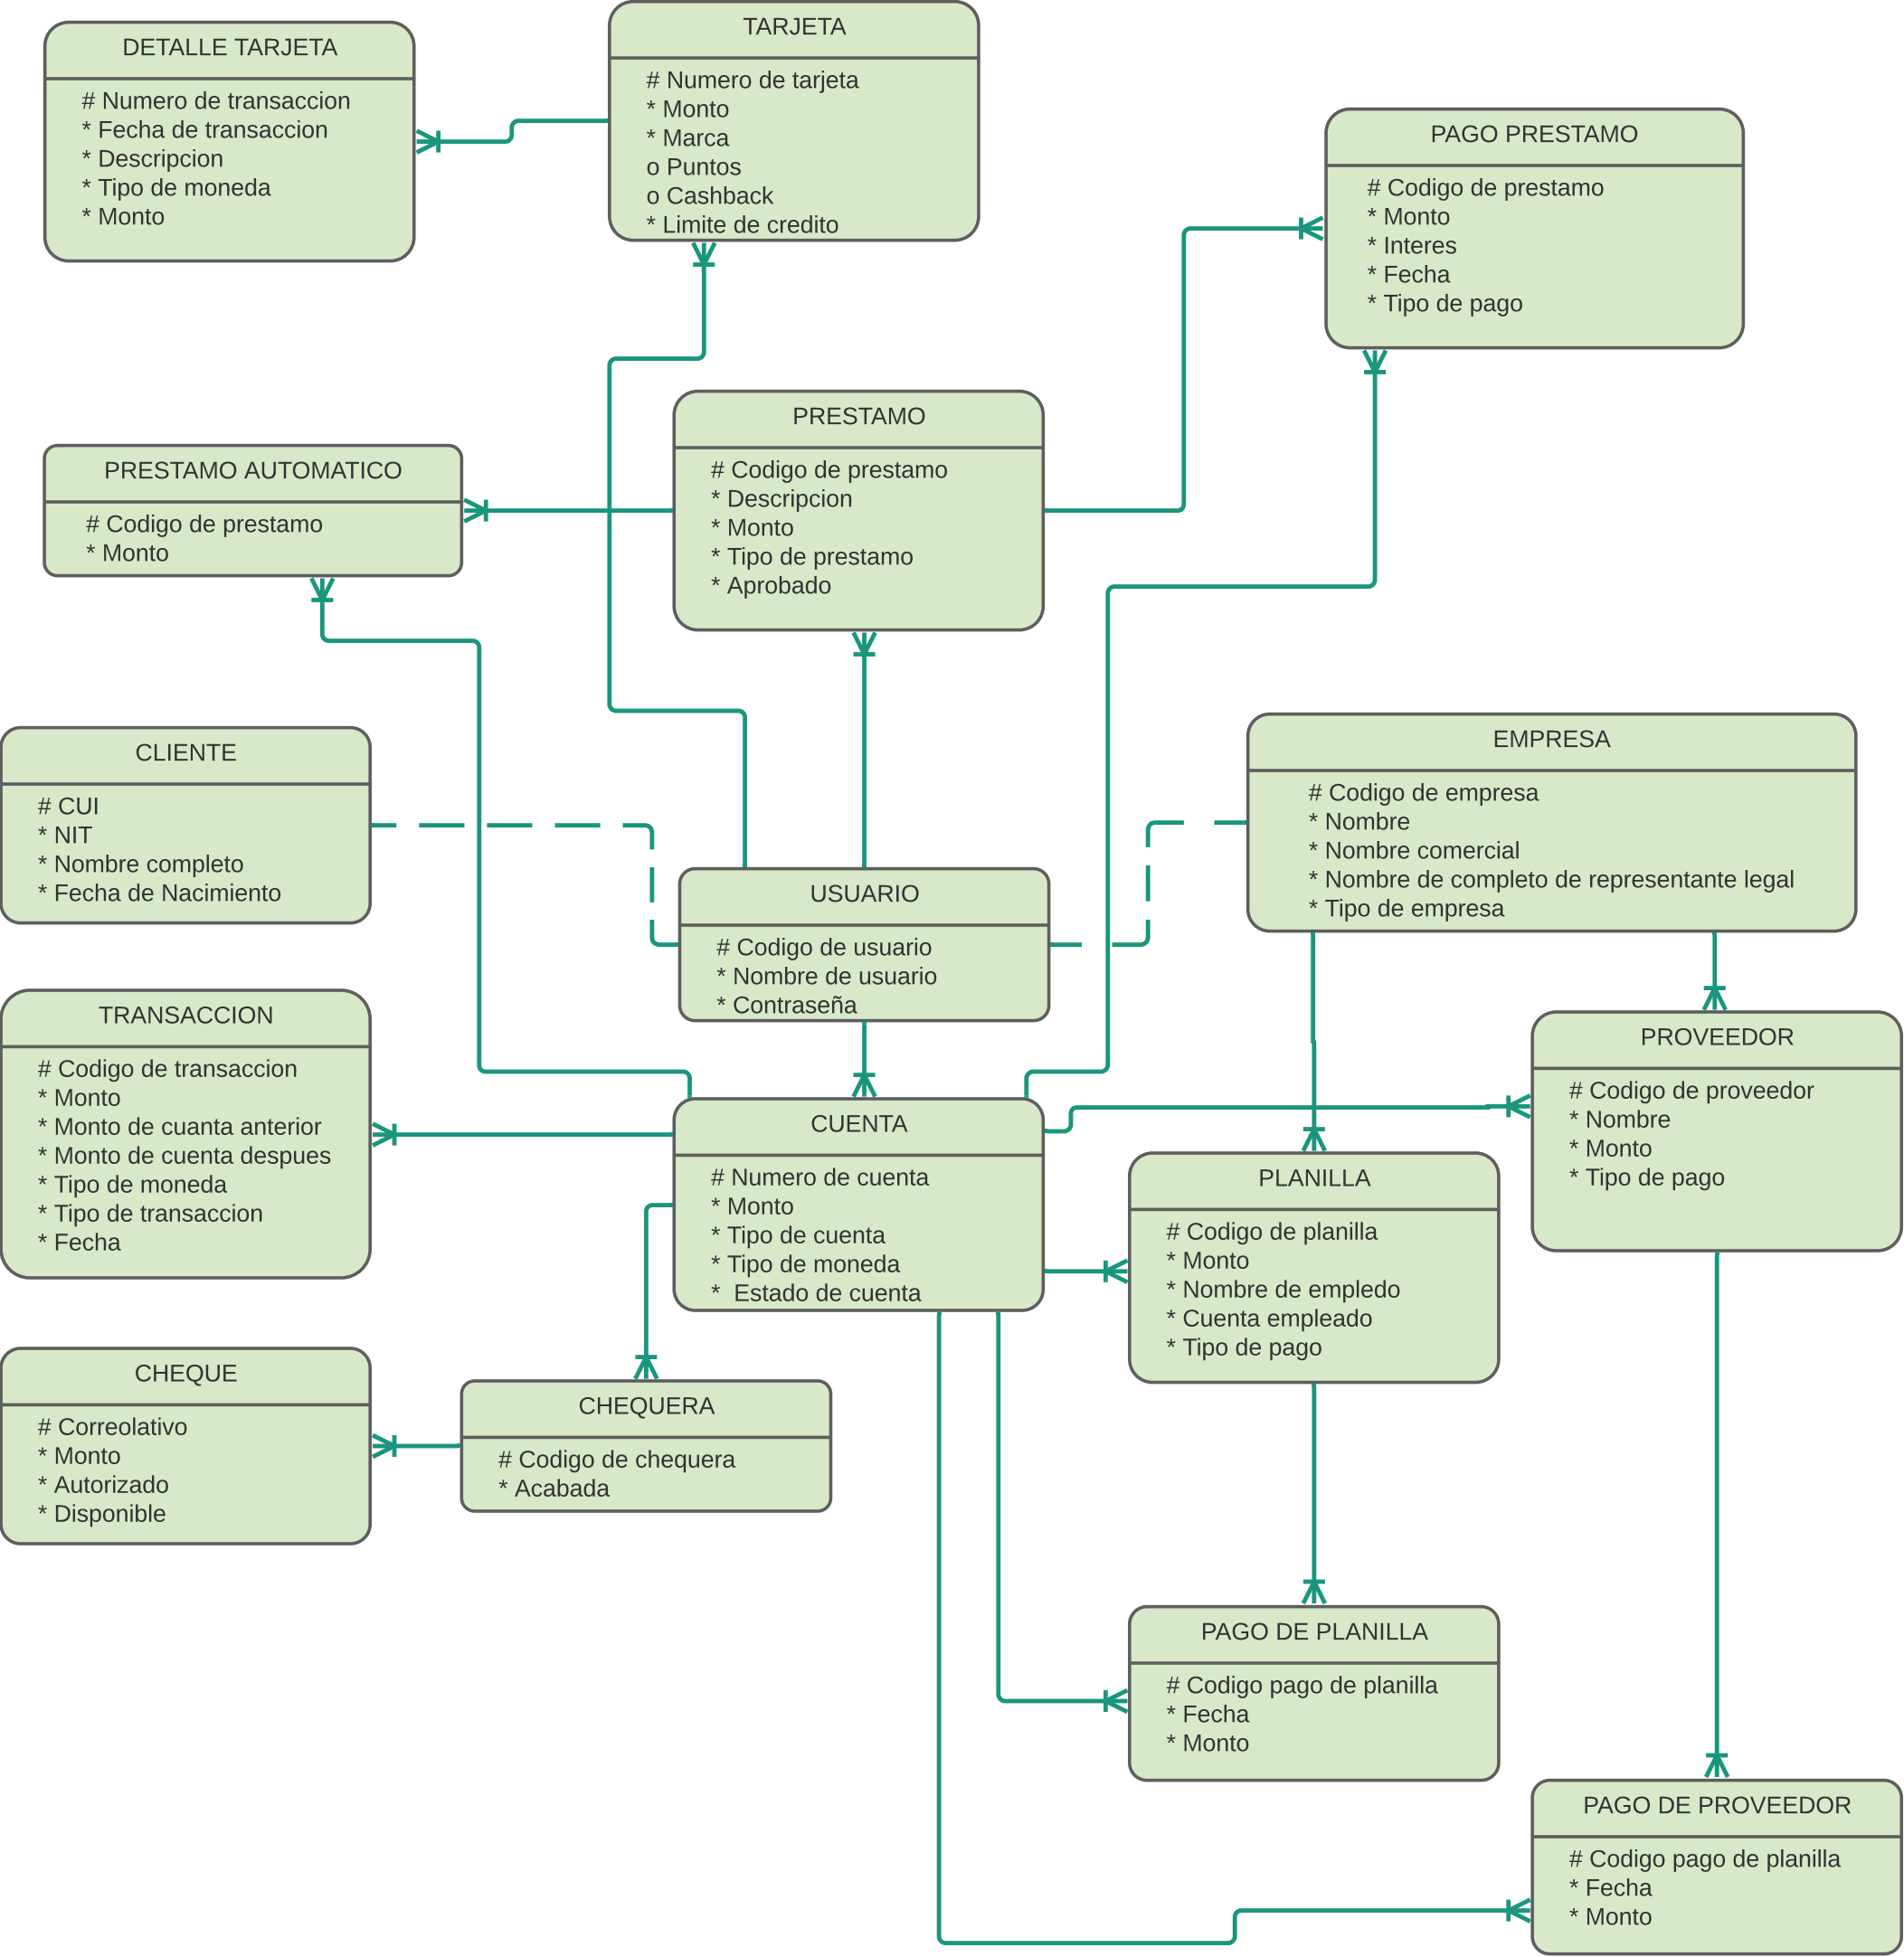 DETALLE TARJETA
# Numero de transaccion
* Fecha de transaccion
* Descripcion
* Tipo de moneda
* Monto
TARJETA
# Numero de tarjeta
* Monto
* Marca
o Puntos
o Cashback
* Limite de credito
PAGO PRESTAMO
# Codigo de prestamo
* Monto
* Interes
* Fecha
* Tipo de pago
PRESTAMO AUTOMATICO
# Codigo de prestamo
* Monto
PRESTAMO
# Codigo de prestamo
* Descripcion
* Monto
* Tipo de prestamo
* Aprobado
CLIENTE
# CUI
* NIT
* Nombre completo
* Fecha de Nacimiento
USUARIO
# Codigo de usuario
* Nombre de usuario
* Contraseña
EMPRESA
# Codigo de empresa
* Nombre
* Nombre comercial
* Nombre de completo de representante legal
* Tipo de empresa
TRANSACCION
# Codigo de transaccion
* Monto
* Monto de cuanta anterior
* Monto de cuenta despues
* Tipo de moneda
* Tipo de transaccion
* Fecha
CUENTA
# Numero de cuenta
* Monto
* Tipo de cuenta
* Tipo de moneda
*  Estado de cuenta
PLANILLA
# Codigo de planilla
* Monto
* Nombre de empledo
* Cuenta empleado
* Tipo de pago
PROVEEDOR
# Codigo de proveedor
* Nombre
* Monto
* Tipo de pago
CHEQUE
# Correolativo
* Monto
* Autorizado
* Disponible
CHEQUERA
# Codigo de chequera
* Acabada
PAGO DE PLANILLA
# Codigo pago de planilla
* Fecha
* Monto
PAGO DE PROVEEDOR
# Codigo pago de planilla
* Fecha
* Monto